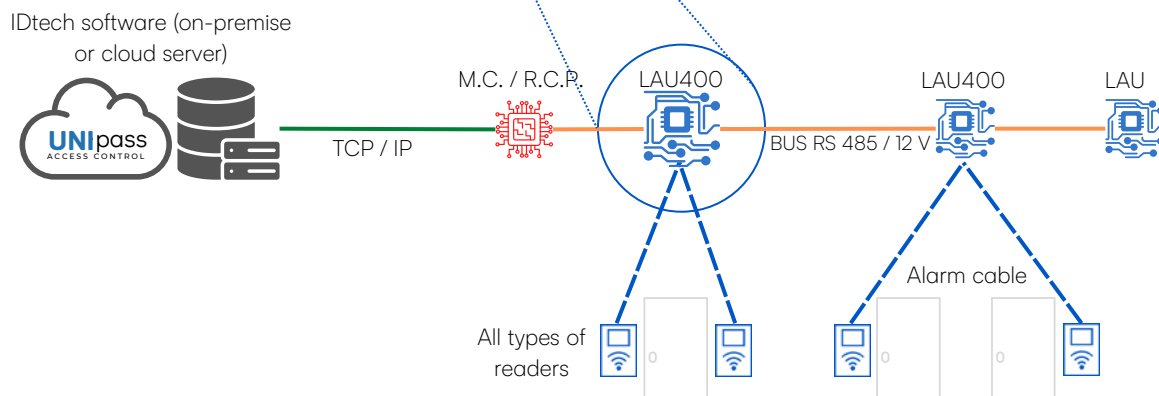 IDtech software (on-premise
or cloud server)
UNIpass
ACCESS CONTROL
TCP / IP
M.C. / R.C.P.
LAU400
BUS RS 485 / 12 V
LAU400
LAU
All types of
readers
Alarm cable